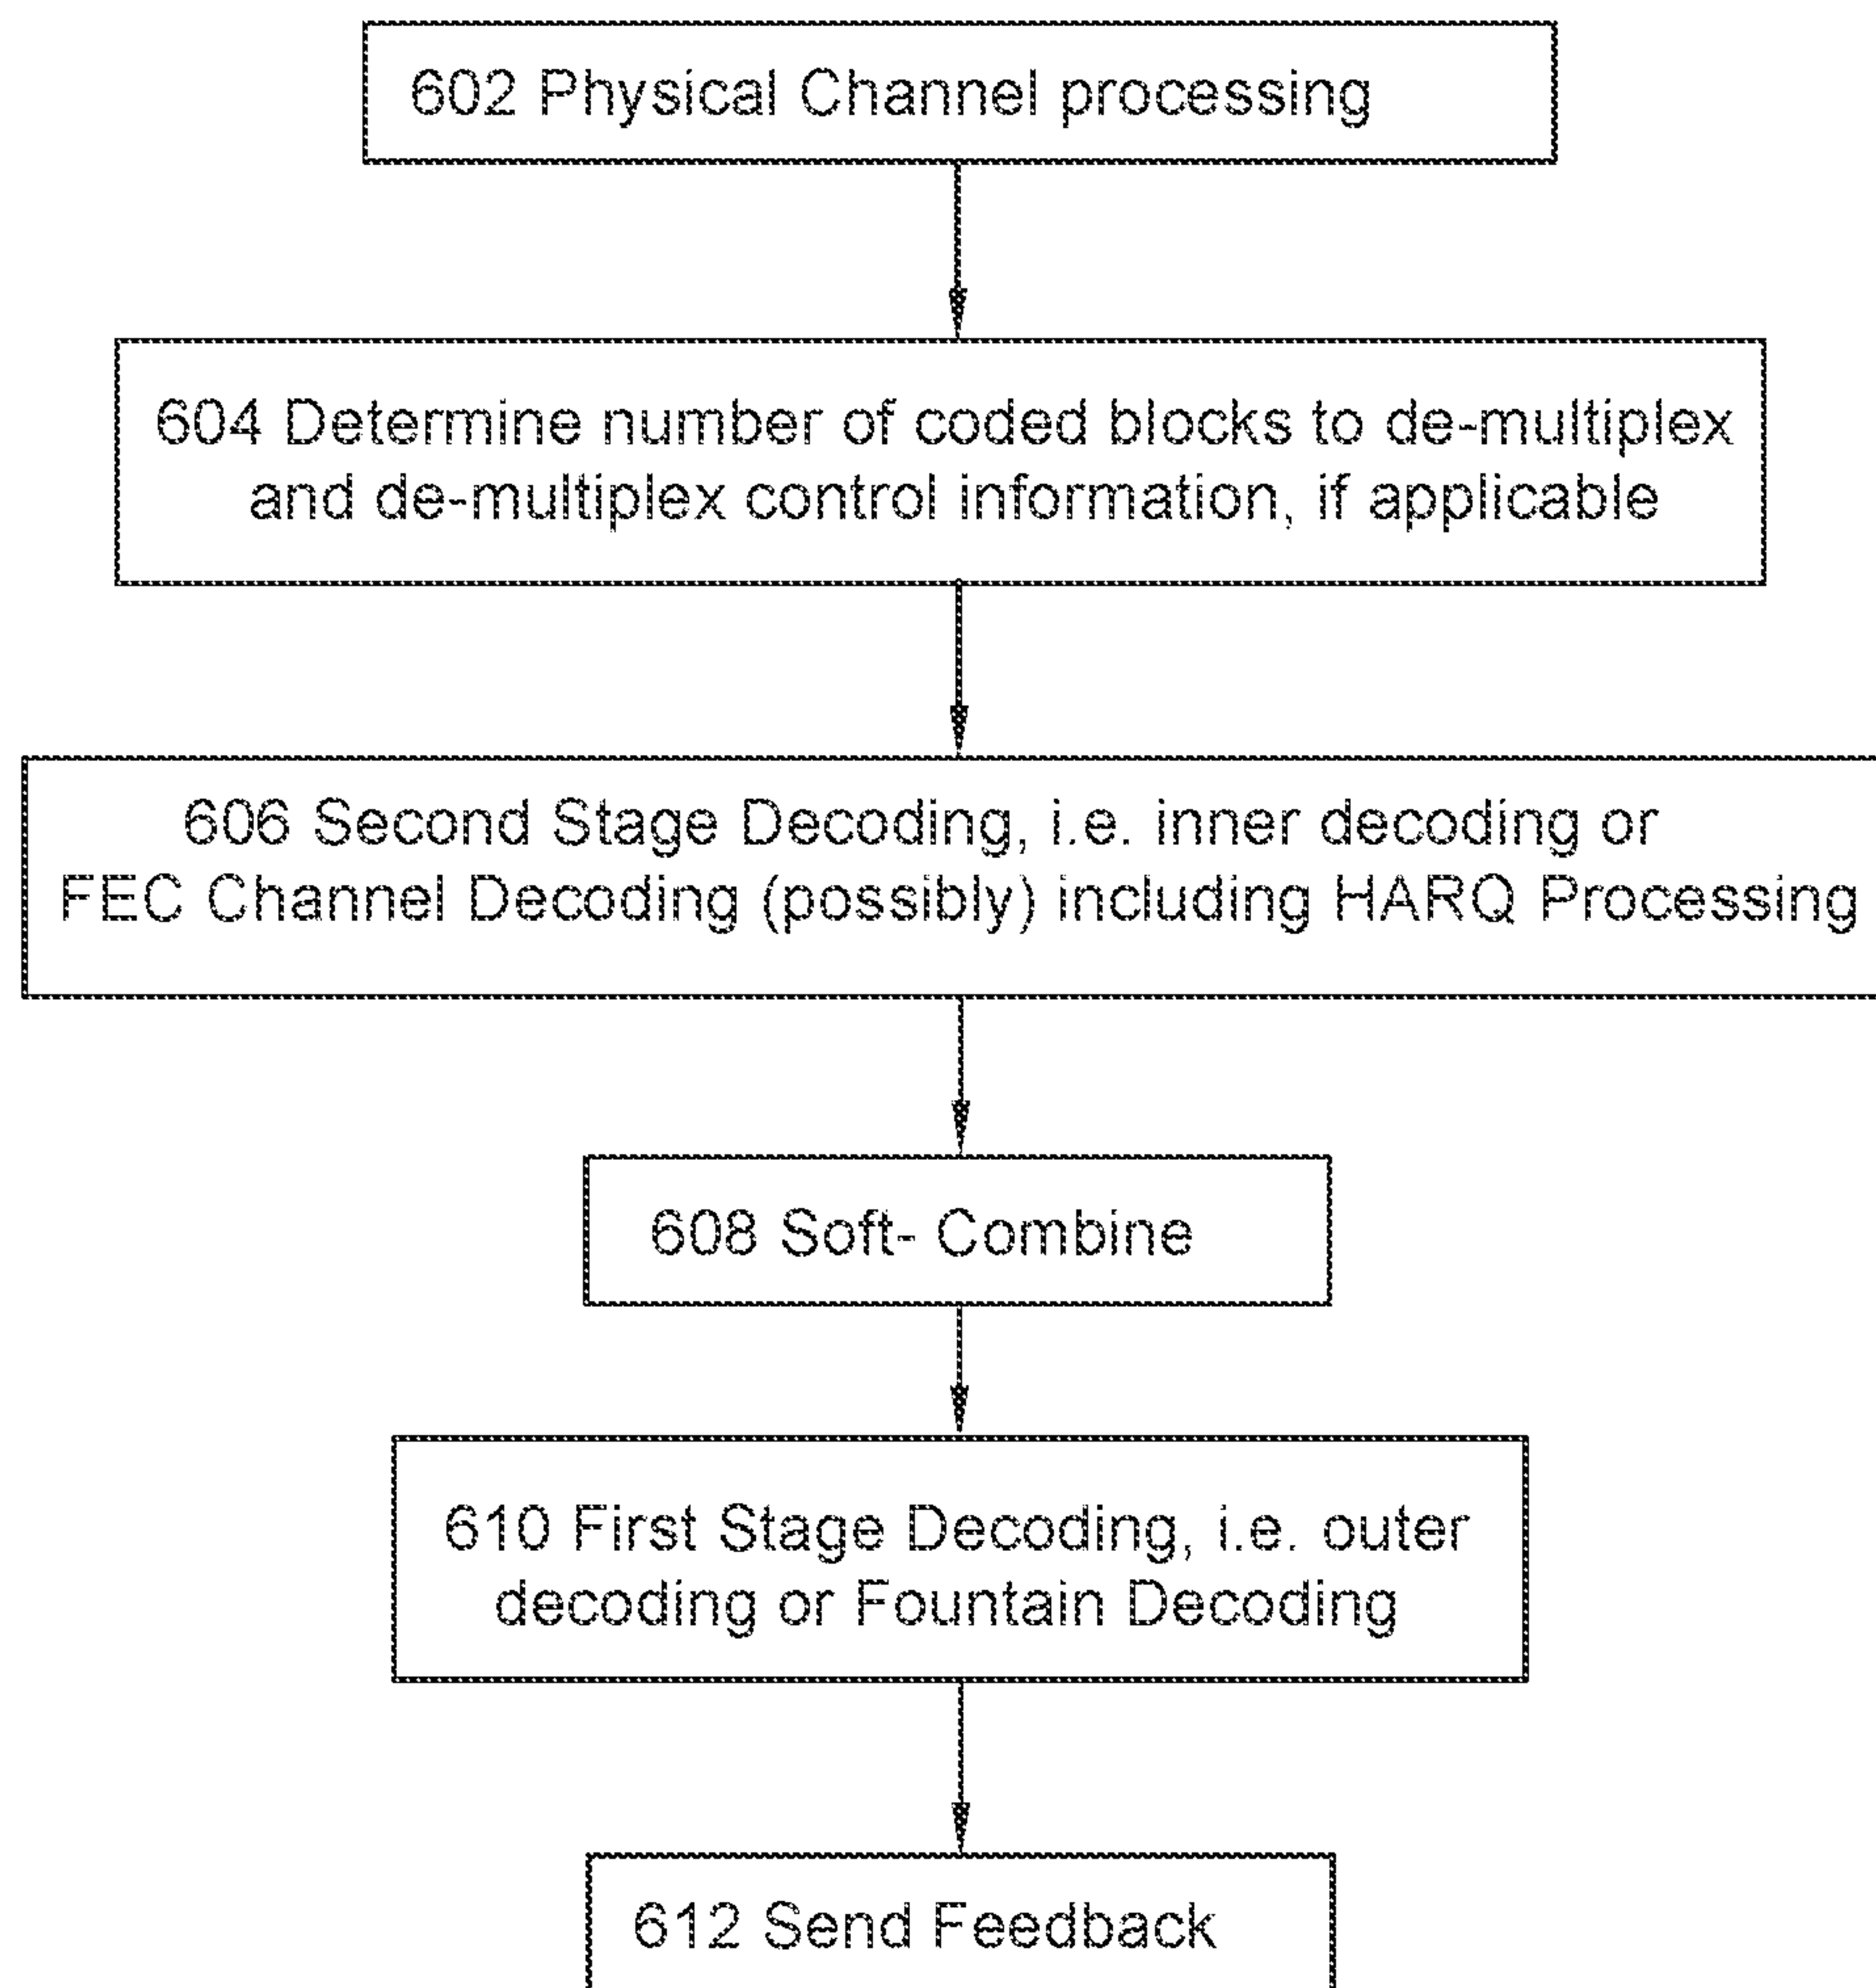 602 Physical Channel processing
604 Determine number of coded blocks to de-multiplex
and de-multiplex control information, if applicable
606 Second Stage Decoding, i.e. inner decoding or
FEC Channel Decoding (possibly) including HARQ Processing
608 Soft- Combine
610 First Stage Decoding, i.e. outer
decoding or Fountain Decoding
612 Send Feedback